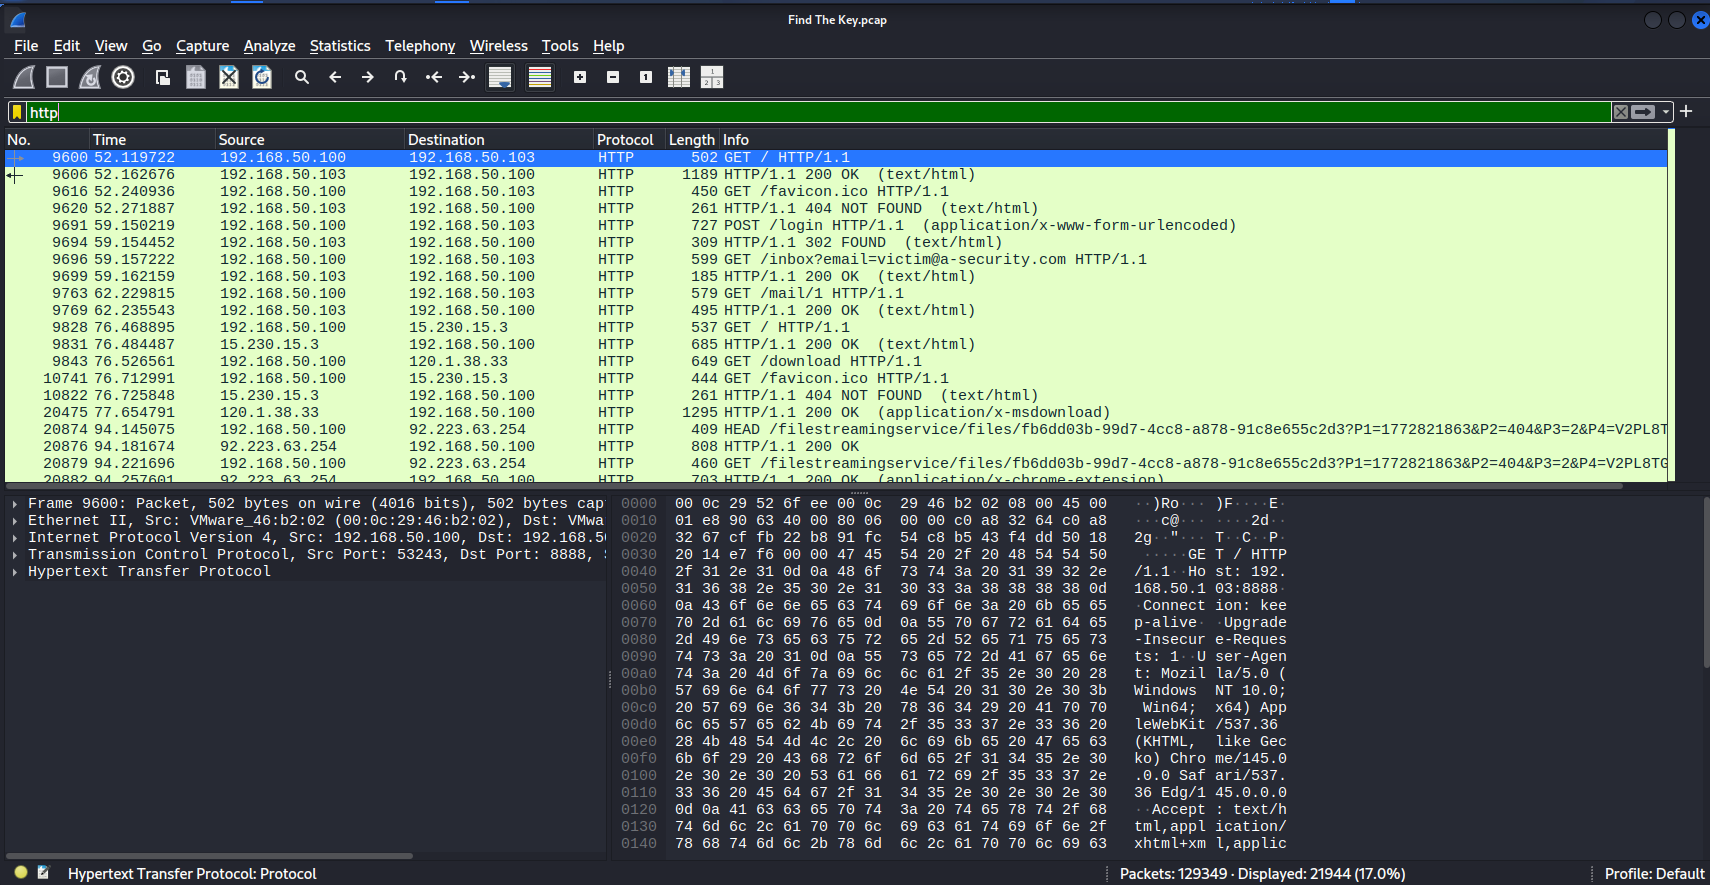 Find The Key.pcap
File Edit View Go Capture Analyze Statistics Telephony Wireless Tools Help
http
No. Time Source Destination Protocol Length Info
9600 52.119722 192.168.50.100 192.168.50.103 HTTP 502 GET / HTTP/1.1
9606 52.162676 192.168.50.103 192.168.50.100 HTTP 1189 HTTP/1.1 200 OK (text/html)
9616 52.240936 192.168.50.100 192.168.50.103 HTTP 450 GET /favicon.ico HTTP/1.1
9620 52.271887 192.168.50.103 192.168.50.100 HTTP 261 HTTP/1.1 404 NOT FOUND (text/html)
9691 59.150219 192.168.50.100 192.168.50.103 HTTP 727 POST /login HTTP/1.1 (application/x-www-form-urlencoded)
9694 59.154452 192.168.50.103 192.168.50.100 HTTP 309 HTTP/1.1 302 FOUND (text/html)
9696 59.157222 192.168.50.100 192.168.50.103 HTTP 599 GET /inbox?email=victim@a-security.com HTTP/1.1
9699 59.162159 192.168.50.103 192.168.50.100 HTTP 185 HTTP/1.1 200 OK (text/html)
9763 62.229815 192.168.50.100 192.168.50.103 HTTP 579 GET /mail/1 HTTP/1.1
9769 62.235543 192.168.50.103 192.168.50.100 HTTP 495 HTTP/1.1 200 OK (text/html)
9828 76.468895 192.168.50.100 15.230.15.3 HTTP 537 GET / HTTP/1.1
9831 76.484487 15.230.15.3 192.168.50.100 HTTP 685 HTTP/1.1 200 OK (text/html)
9843 76.526561 192.168.50.100 120.1.38.33 HTTP 649 GET /download HTTP/1.1
10741 76.712991 192.168.50.100 15.230.15.3 HTTP 444 GET /favicon.ico HTTP/1.1
10822 76.725848 15.230.15.3 192.168.50.100 HTTP 261 HTTP/1.1 404 NOT FOUND (text/html)
20475 77.654791 120.1.38.33 192.168.50.100 HTTP 1295 HTTP/1.1 200 OK (application/x-msdownload)
20874 94.145075 192.168.50.100 92.223.63.254 HTTP 409 HEAD /filestreamingservice/files/fb6dd03b-99d7-4cc8-a878-91c8e655c2d3?P1=1772821863&P2=404&P3=2&P4=V2PL8T
20876 94.181674 92.223.63.254 192.168.50.100 HTTP 808 HTTP/1.1 200 OK
20879 94.221696 192.168.50.100 92.223.63.254 HTTP 460 GET /filestreamingservice/files/fb6dd03b-99d7-4cc8-a878-91c8e655c2d3?P1=1772821863&P2=404&P3=2&P4=V2PL8TG
20882 94.257601 92.223.63.254 192.168.50.100 HTTP 703 HTTP/1.1 200 OK (application/x-chrome-extension)
Frame 9600: Packet, 502 bytes on wire (4016 bits), 502 bytes cap
Ethernet II, Src: VMware_46:b2:02 (00:0c:29:46:b2:02), Dst: VMwa
Internet Protocol Version 4, Src: 192.168.50.100, Dst: 192.168.50
Transmission Control Protocol, Src Port: 53243, Dst Port: 8888, S
Hypertext Transfer Protocol
0000 00 0c 29 52 6f ee 00 0c 29 46 b2 02 08 00 45 00 ··)Ro··· )F····E·
0010 01 e8 90 63 40 00 80 06 00 00 c0 a8 32 64 c0 a8 ···c@··· ····2d··
0020 32 67 cf fb 22 b8 91 fc 54 c8 b5 43 f4 dd 50 18 2g··"··· T··C··P·
0030 20 14 e7 f6 00 00 47 45 54 20 2f 20 48 54 54 50 ·····GE T / HTTP
0040 2f 31 2e 31 0d 0a 48 6f 73 74 3a 20 31 39 32 2e /1.1··Ho st: 192.
0050 31 36 38 2e 35 30 2e 31 30 33 3a 38 38 38 38 0d 168.50.1 03:8888·
0060 0a 43 6f 6e 6e 65 63 74 69 6f 6e 3a 20 6b 65 65 ·Connect ion: kee
0070 70 2d 61 6c 69 76 65 0d 0a 55 70 67 72 61 64 65 p-alive· ·Upgrade
0080 2d 49 6e 73 65 63 75 72 65 2d 52 65 71 75 65 73 -Insecur e-Reques
0090 74 73 3a 20 31 0d 0a 55 73 65 72 2d 41 67 65 6e ts: 1··U ser-Agen
00a0 74 3a 20 4d 6f 7a 69 6c 6c 61 2f 35 2e 30 20 28 t: Mozil la/5.0 (
00b0 57 69 6e 64 6f 77 73 20 4e 54 20 31 30 2e 30 3b Windows NT 10.0;
00c0 20 57 69 6e 36 34 3b 20 78 36 34 29 20 41 70 70 Win64; x64) App
00d0 6c 65 57 65 62 4b 69 74 2f 35 33 37 2e 33 36 20 leWebKit /537.36
00e0 28 4b 48 54 4d 4c 2c 20 6c 69 6b 65 20 47 65 63 (KHTML, like Gec
00f0 6b 6f 29 20 43 68 72 6f 6d 65 2f 31 34 35 2e 30 ko) Chro me/145.0
0100 2e 30 2e 30 20 53 61 66 61 72 69 2f 35 33 37 2e .0.0 Saf ari/537.
0110 33 36 20 45 64 67 2f 31 34 35 2e 30 2e 30 2e 30 36 Edg/1 45.0.0.0
0120 0d 0a 41 63 63 65 70 74 3a 20 74 65 78 74 2f 68 ··Accept : text/h
0130 74 6d 6c 2c 61 70 70 6c 69 63 61 74 69 6f 6e 2f tml,appl ication/
0140 78 68 74 6d 6c 2b 78 6d 6c 2c 61 70 70 6c 69 63 xhtml+xm l,applic
Hypertext Transfer Protocol: Protocol
Packets: 129349 · Displayed: 21944 (17.0%)
Profile: Default